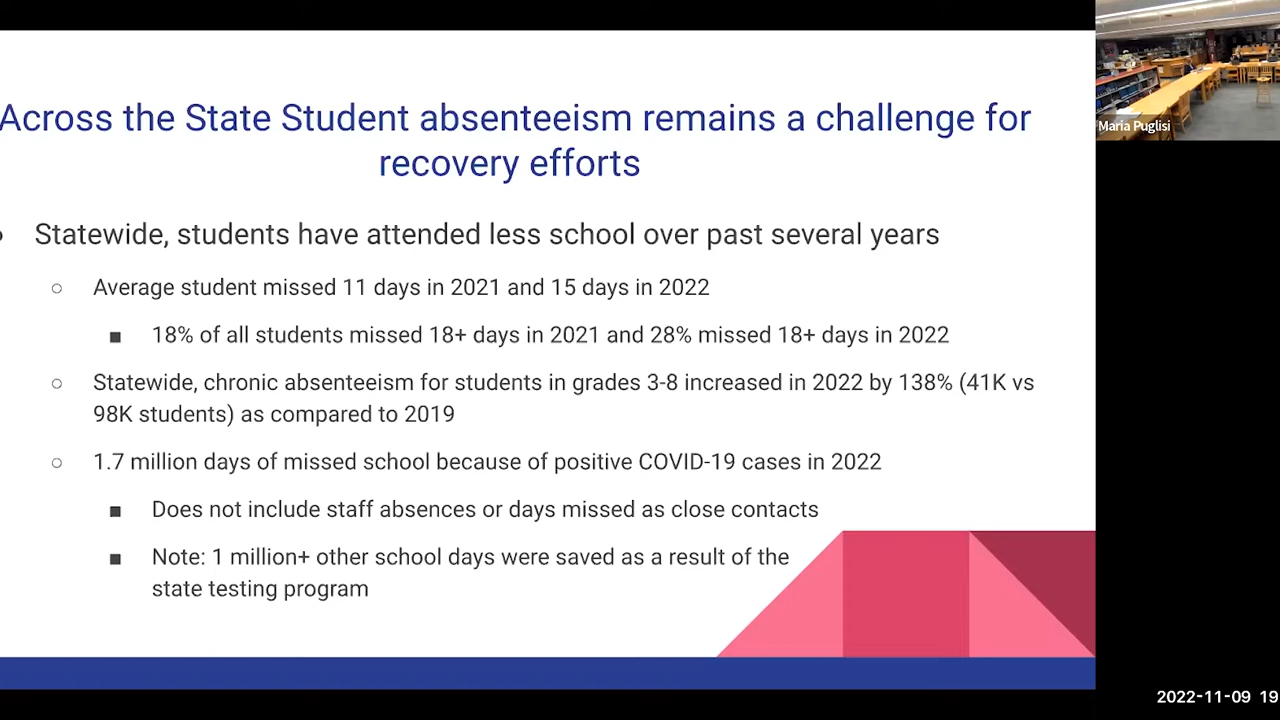 Across the State Student absenteeism remains a challenge for
recovery efforts
Statewide, students have attended less school over past several years
Average student missed 11 days in 2021 and 15 days in 2022
18% of all students missed 18+ days in 2021 and 28% missed 18+ days in 2022
Statewide, chronic absenteeism for students in grades 3-8 increased in 2022 by 138% (41K vs
98K students) as compared to 2019
1.7 million days of missed school because of positive COVID-19 cases in 2022
Does not include staff absences or days missed as close contacts
Note: 1 million+ other school days were saved as a result of the
state testing program
Maria Puglisi
2022-11-09 19